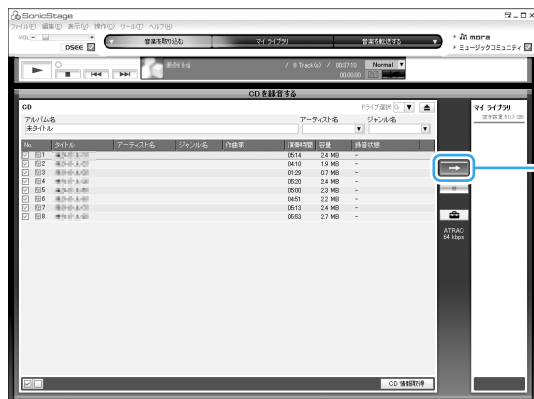 SonicStage
ファイル(F) 編集(E) 表示(V) 操作(C) ツール(T) ヘルプ(H)
VOL
DSEE
音楽を取り込む
マイ ライブラリ
音楽を転送する
mora
ミュージックコミュニティ
/ 8 Track(s) / 00:37:10 Normal
00:00:00
CDを録音する
CD
ドライブ選択
アルバム名 アーティスト名 ジャンル名
未タイトル
マイ ライブラリ
No. タイトル アーティスト名 ジャンル名 作曲家 演奏時間 容量 録音状態
1 05:14 2.4 MB -
2 04:10 1.9 MB -
3 01:29 0.7 MB -
4 05:20 2.4 MB -
5 05:00 2.3 MB -
6 04:51 2.2 MB -
7 05:13 2.4 MB -
8 05:53 2.7 MB -
ATRAC
64 kbps
CD 情報取得